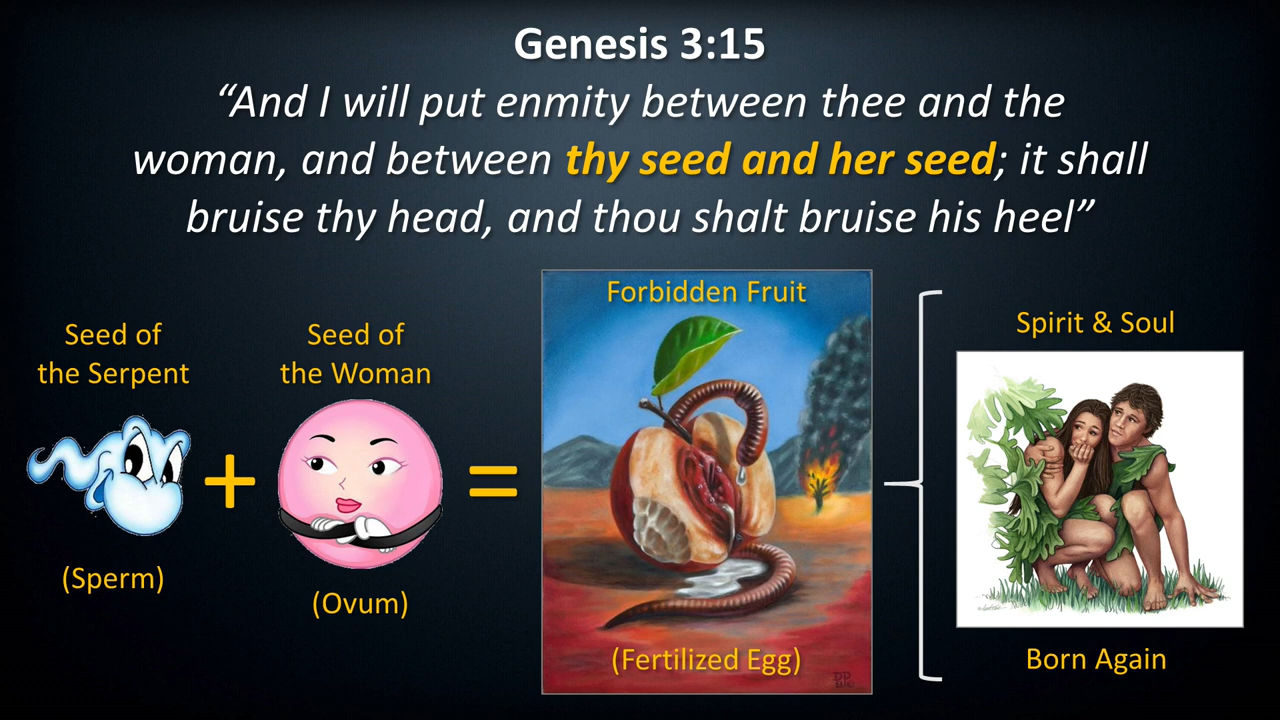 Genesis 3:15
“And I will put enmity between thee and the
woman, and between thy seed and her seed; it shall
bruise thy head, and thou shalt bruise his heel”
Seed of
the Serpent
(Sperm)
Seed of
the Woman
(Ovum)
Forbidden Fruit
(Fertilized Egg)
Spirit & Soul
Born Again